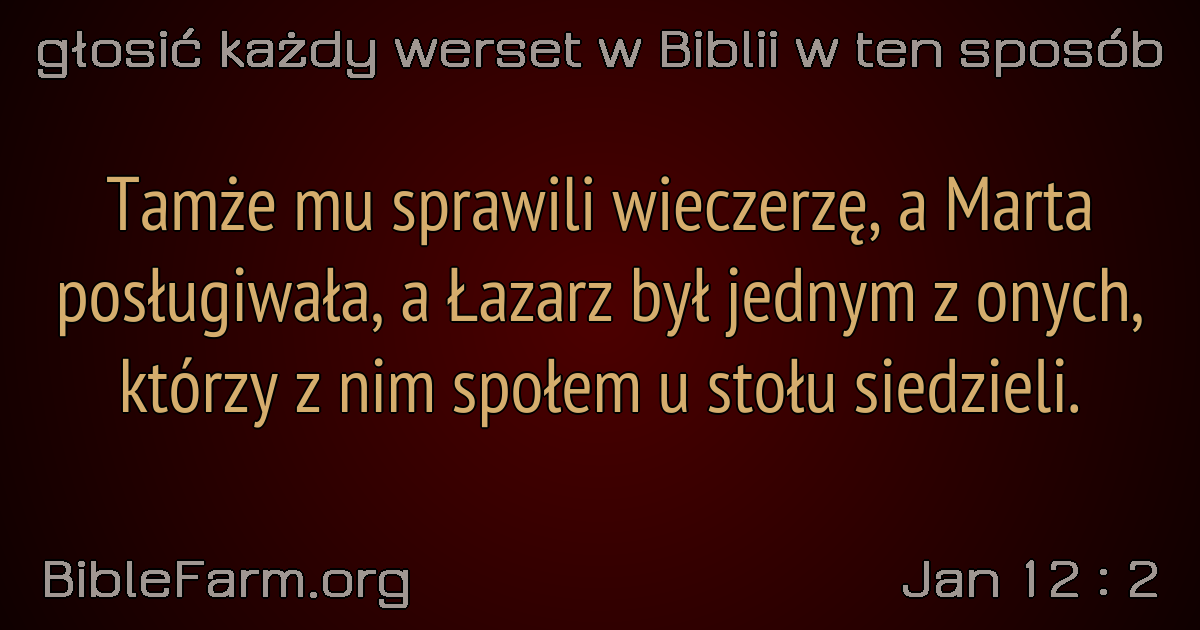 głosić każdy werset w Biblii w ten sposób
Tamże mu sprawili wieczerzę, a Marta
posługiwała, a Łazarz był jednym z onych,
którzy z nim społem u stołu siedzieli.
BibleFarm.org
Jan 12 : 2